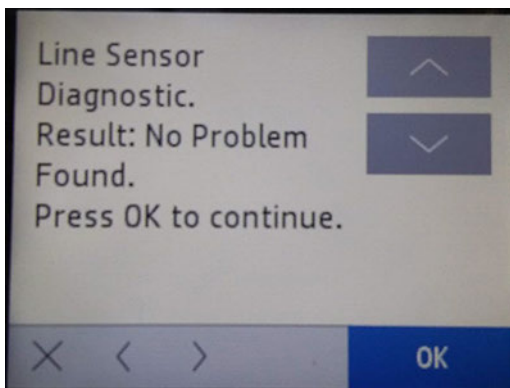 Line Sensor
Diagnostic.
Result: No Problem
Found.
Press OK to continue.
OK